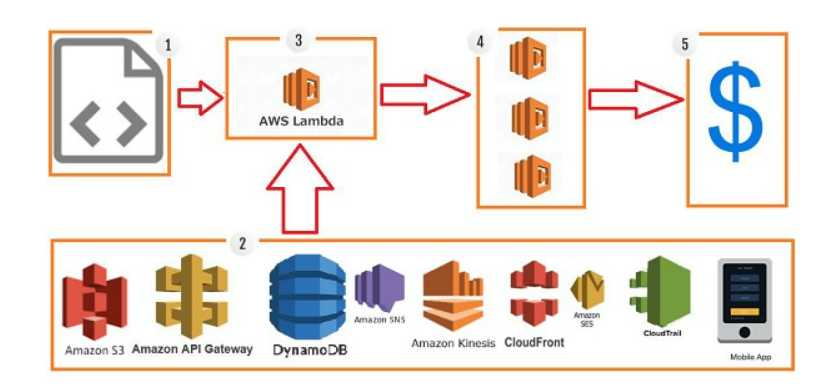 1
3
AWS Lambda
4
5
$
2
Amazon S3
Amazon API Gateway
DynamoDB
Amazon SNS
Amazon Kinesis
CloudFront
Amazon
SES
CloudTrail
Mobile App